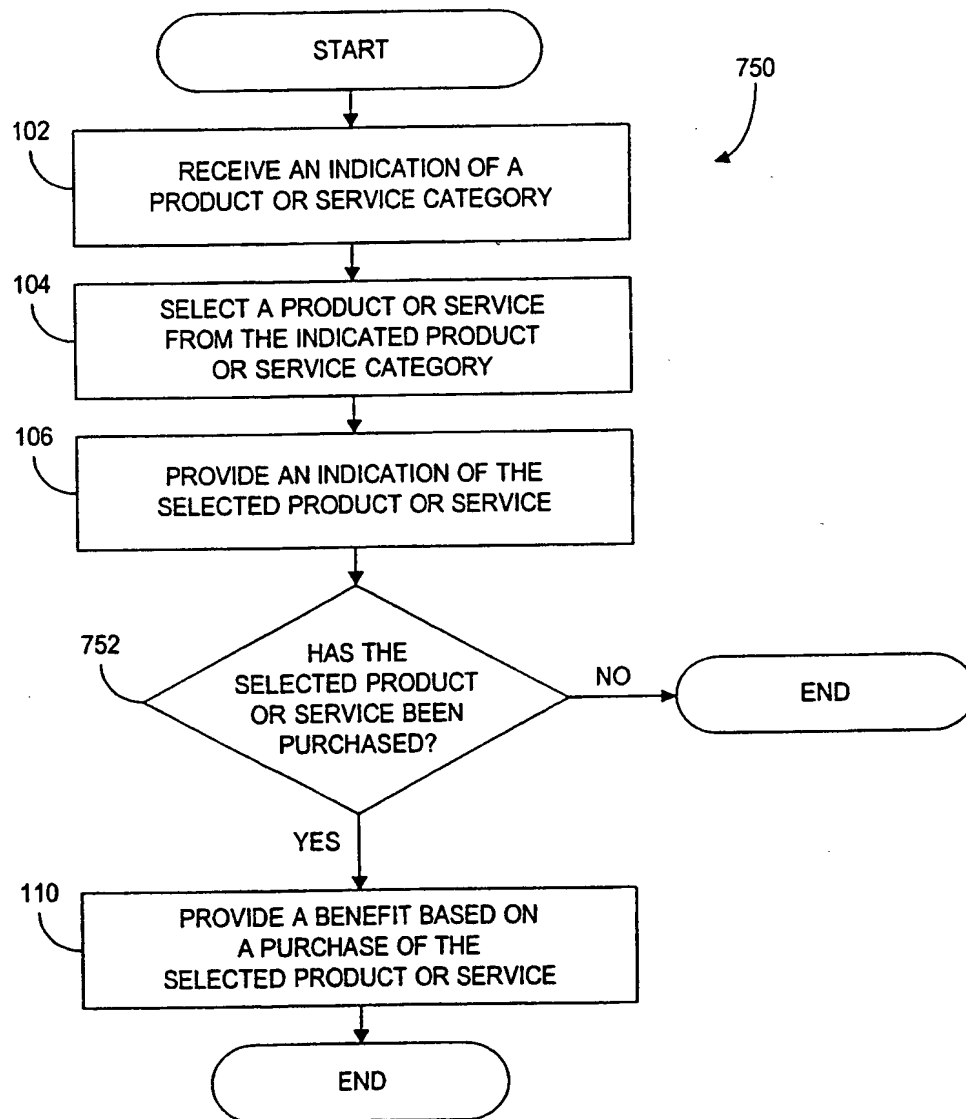 START
750
102
RECEIVE AN INDICATION OF A
PRODUCT OR SERVICE CATEGORY
104
SELECT A PRODUCT OR SERVICE
FROM THE INDICATED PRODUCT
OR SERVICE CATEGORY
106
PROVIDE AN INDICATION OF THE
SELECTED PRODUCT OR SERVICE
752
HAS THE
SELECTED PRODUCT
OR SERVICE BEEN
PURCHASED?
NO
END
YES
110
PROVIDE A BENEFIT BASED ON
A PURCHASE OF THE
SELECTED PRODUCT OR SERVICE
END